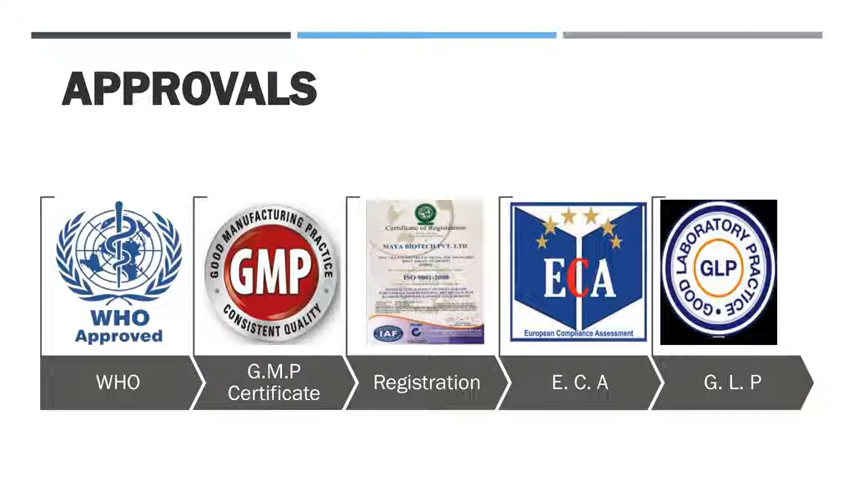 APPROVALS
WHO
Approved
GOOD MANUFACTURING PRACTICE
GMP
CONSISTENT QUALITY
Certificate of Registration
MAYA BIOTECH PVT. LTD
ISO 9001:2008
IAF
ECA
European Compliance Assessment
GOOD LABORATORY PRACTICE
GLP
WHO
G.M.P
Certificate
Registration
E. C. A
G. L. P